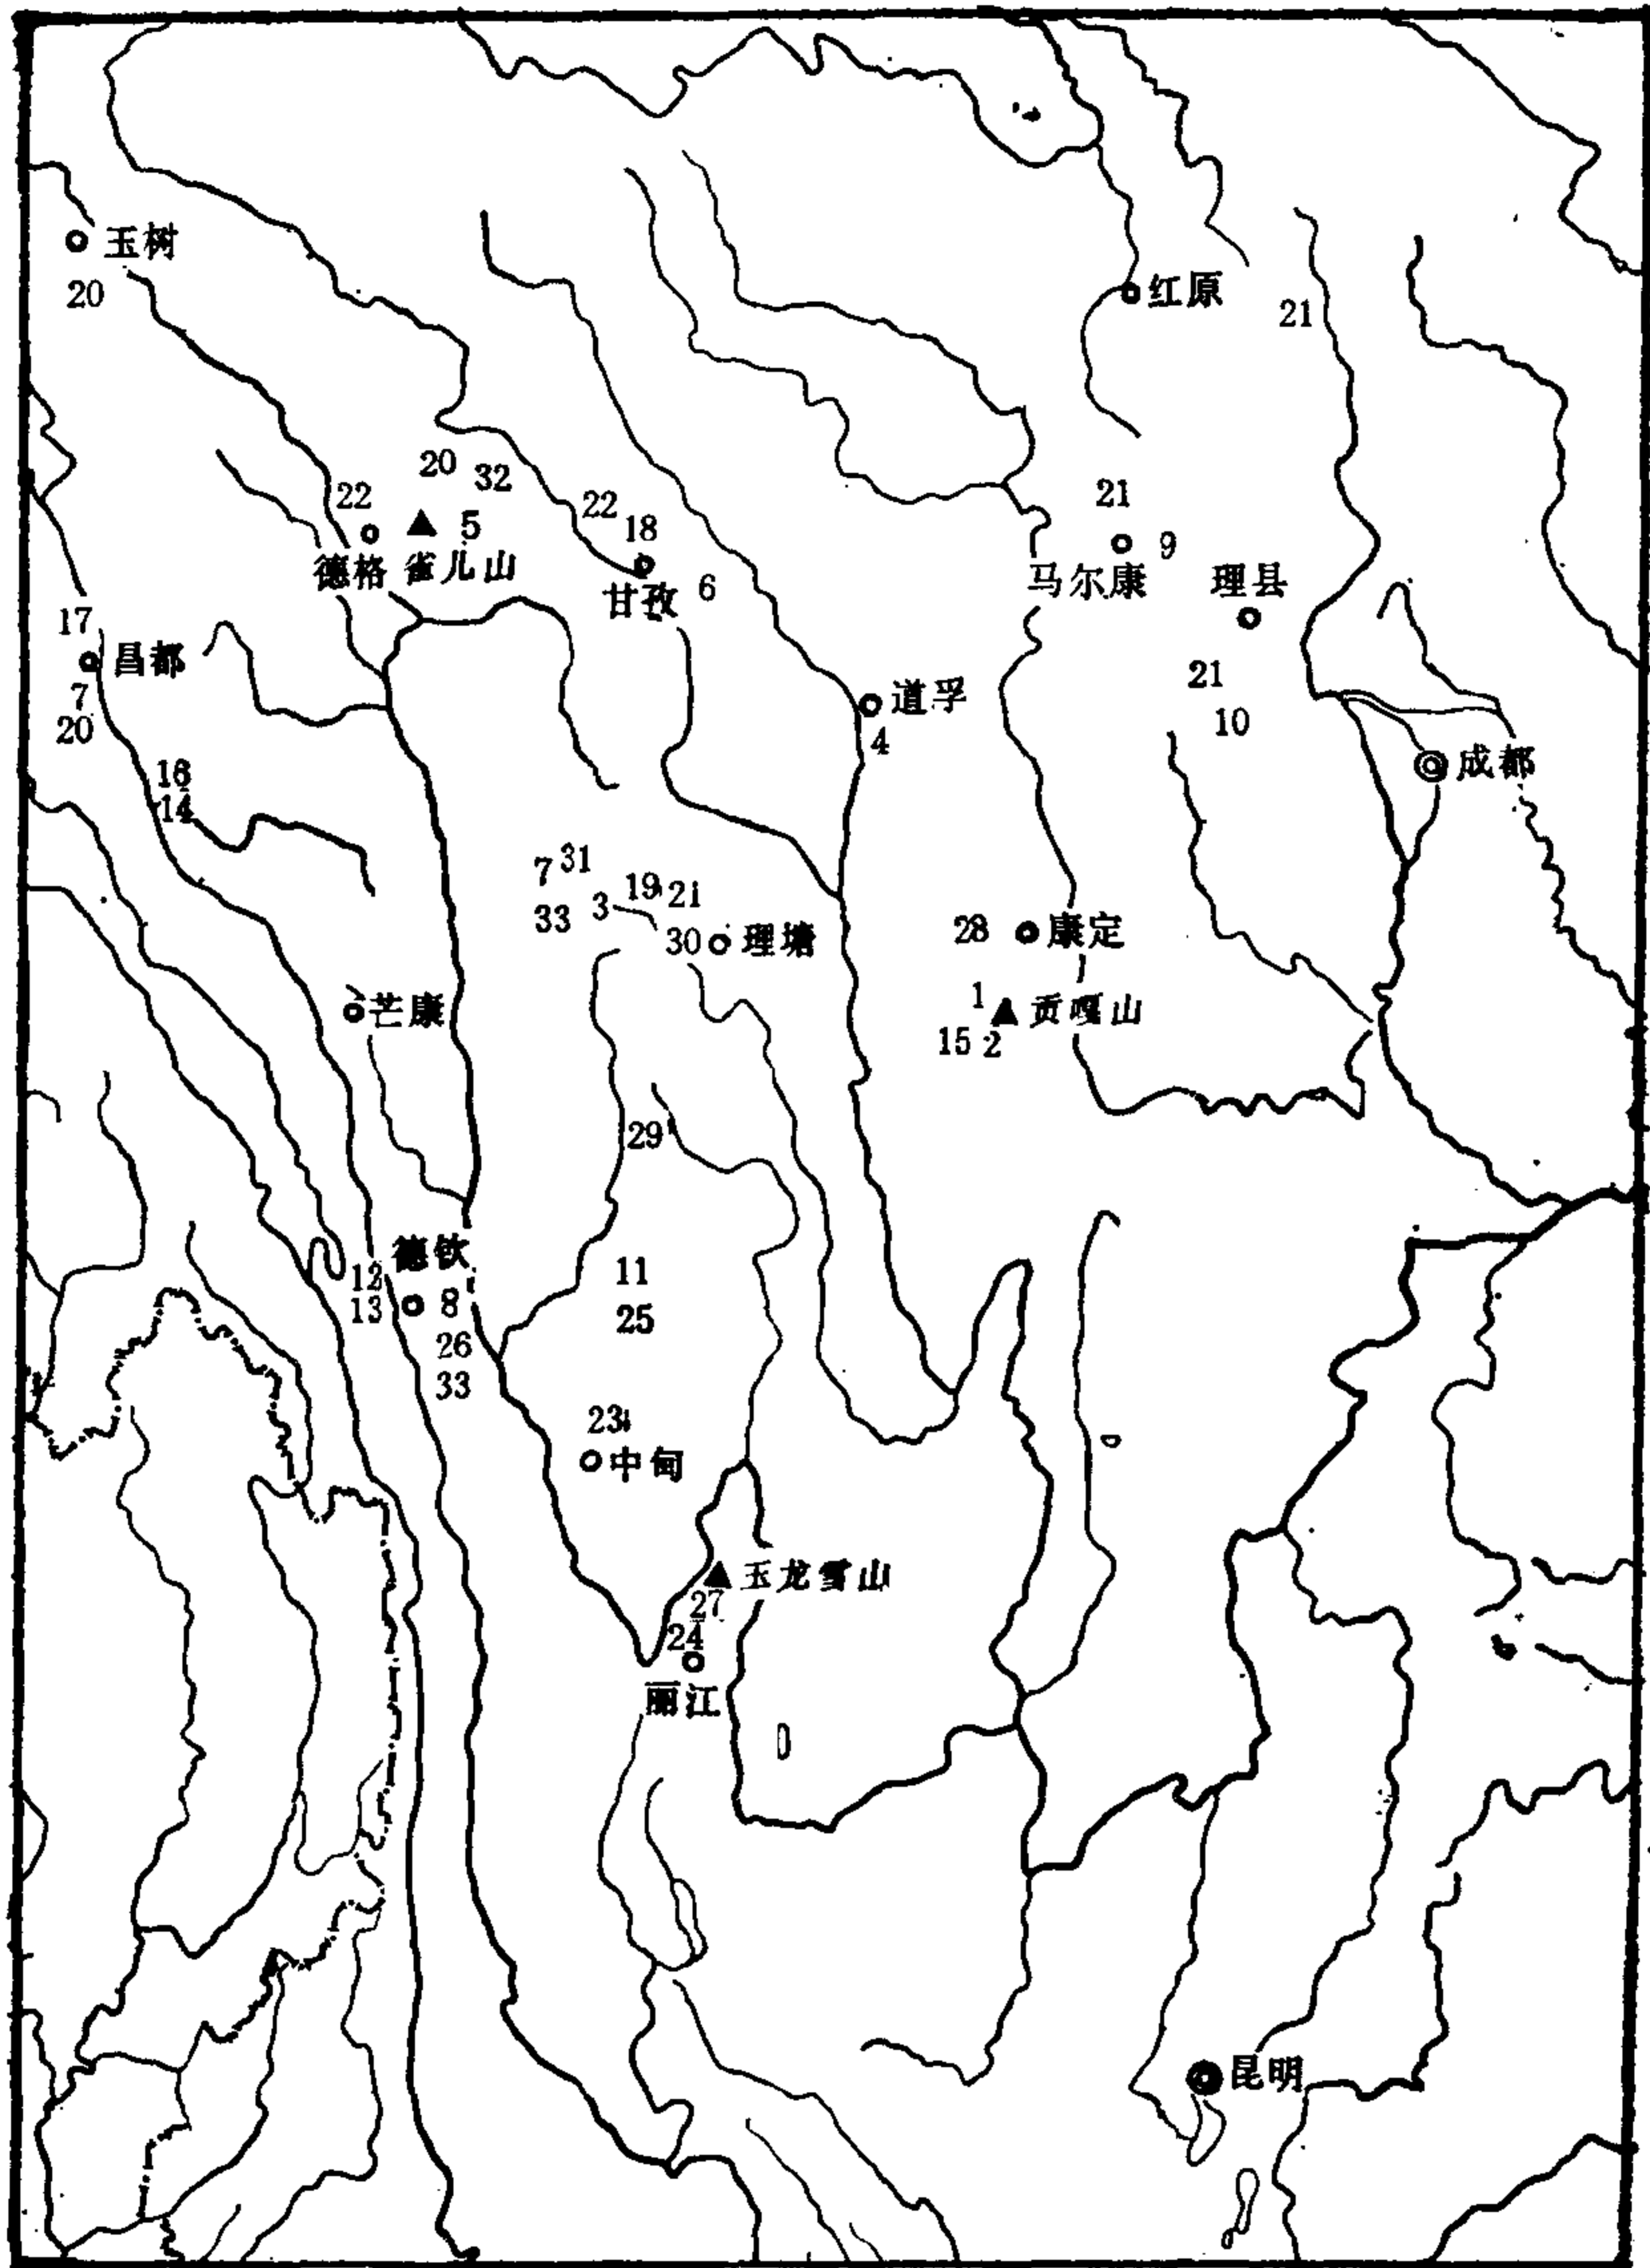 玉树
20
红原
21
20 32
22
22
18
21
5
9
德格 雀儿山
甘孜 6
马尔康
理县
17
昌都
7
20
21
10
道孚
4
成都
16
14
7 31
33 3 19 21
30 理塘
28 康定
芒康
1 贡嘎山
15 2
29
德钦
12
13 8
26
33
11
25
23
中甸
玉龙雪山
27
24
丽江
昆明